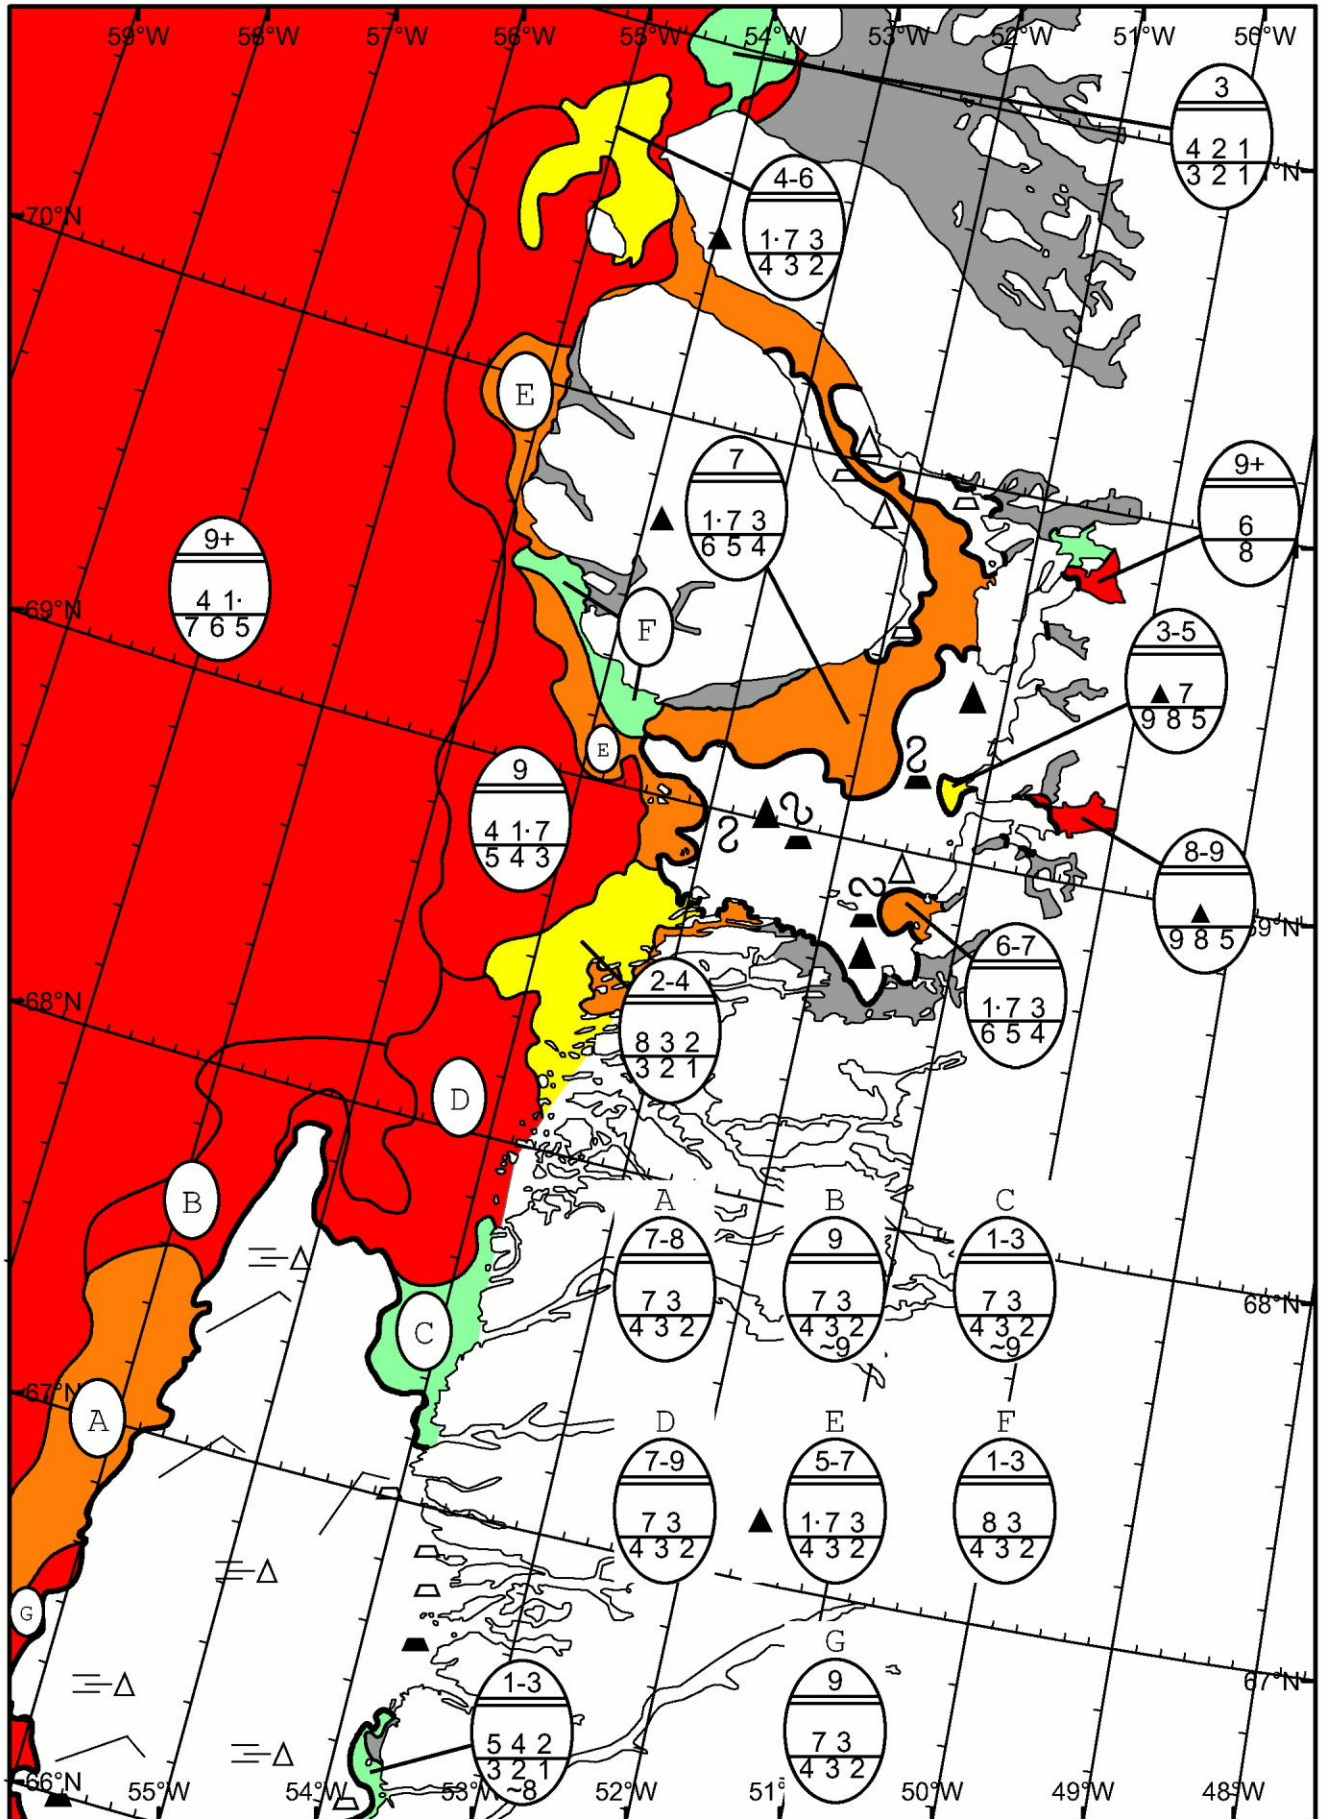 59°W 58°W 57°W 56°W 55°W 54°W 53°W 52°W 51°W 50°W
3
4 2 1
3 2 1
4-6
1·7 3
4 3 2
70°N
E
7
1·7 3
6 5 4
9+
6
8
9+
4 1·
7 6 5
69°N
F
3-5
7
9 8 5
E
9
4 1·7
5 4 3
8-9
9 8 5
69°N
6-7
1·7 3
6 5 4
2-4
8 3 2
3 2 1
68°N
D
B
A B C
7-8 9 1-3
7 3 7 3 7 3
4 3 2 4 3 2 4 3 2
~9 ~9
68°N
C
67°N
A
D E F
7-9 5-7 1-3
7 3 1·7 3 8 3
4 3 2 4 3 2 4 3 2
G
G
1-3 9
67°N
5 4 2 7 3
3 2 1 4 3 2
~8
66°N
55°W 54°W 53°W 52°W 51° 50°W 49°W 48°W